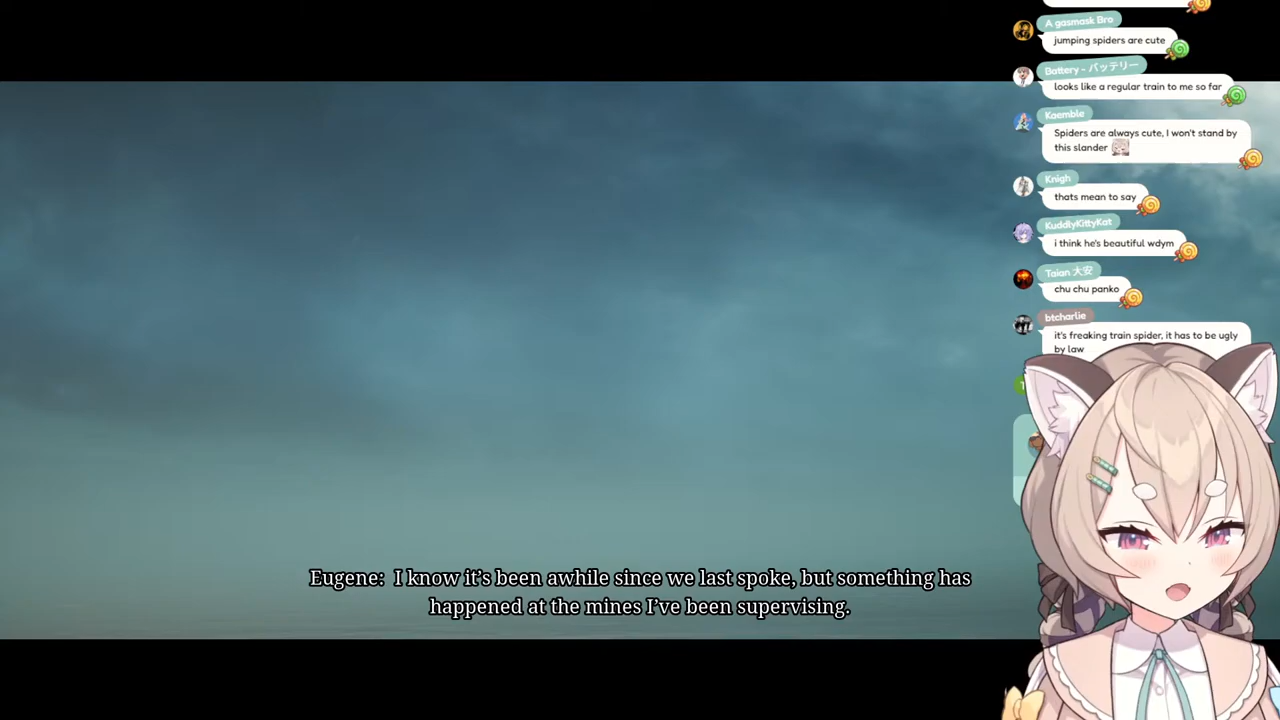 A gasmask Bro
jumping spiders are cute
Battery - バッテリー
looks like a regular train to me so far
Kaemble
Spiders are always cute, I won't stand by
this slander
Knigh
thats mean to say
KuddlyKittyKat
i think he's beautiful wdym
Taian 大安
chu chu panko
btcharlie
it's freaking train spider, it has to be ugly
by law
Eugene: I know it's been awhile since we last spoke, but something has
happened at the mines I've been supervising.